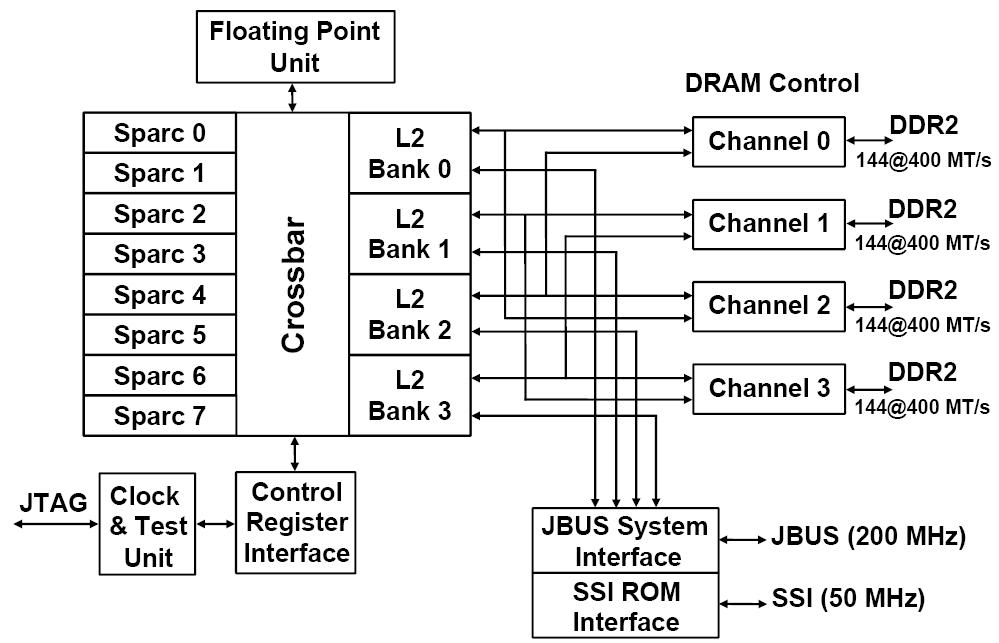 Floating Point
Unit
DRAM Control
Sparc 0
Sparc 1
Sparc 2
Sparc 3
Sparc 4
Sparc 5
Sparc 6
Sparc 7
Crossbar
L2
Bank 0
L2
Bank 1
L2
Bank 2
L2
Bank 3
Channel 0
DDR2
144@400 MT/s
Channel 1
DDR2
144@400 MT/s
Channel 2
DDR2
144@400 MT/s
Channel 3
DDR2
144@400 MT/s
JTAG
Clock
& Test
Unit
Control
Register
Interface
JBUS System
Interface
JBUS (200 MHz)
SSI ROM
Interface
SSI (50 MHz)